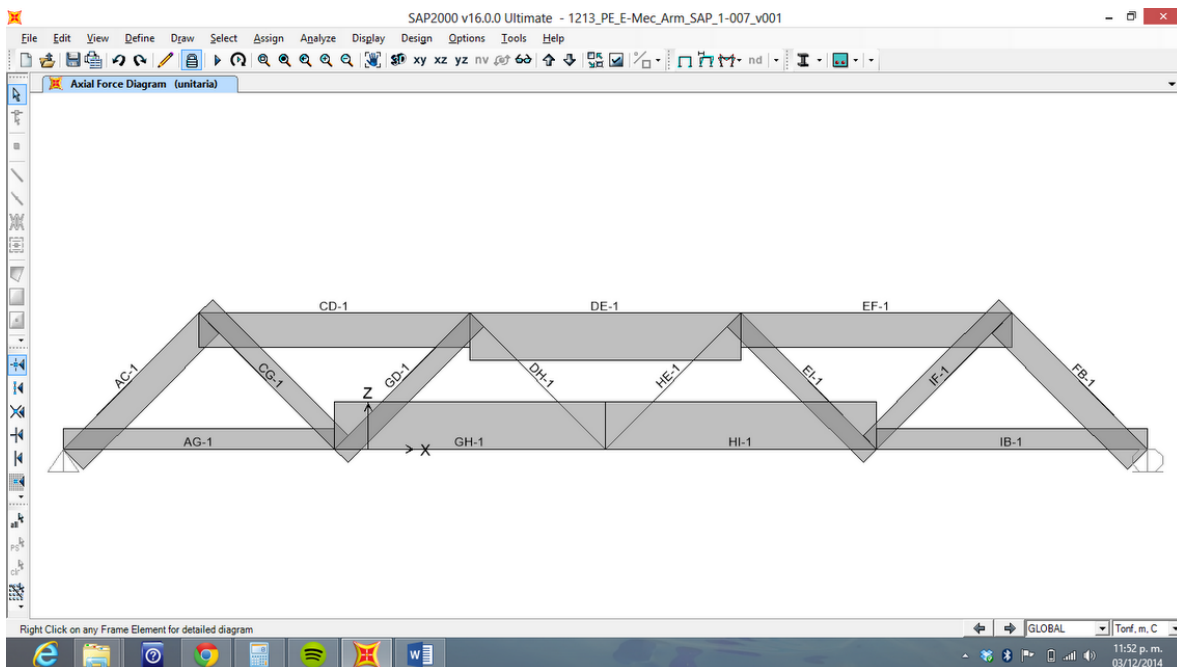 SAP2000 v16.0.0 Ultimate - 1213_PE_E-Mec_Arm_SAP_1-007_v001
File Edit View Define Draw Select Assign Analyze Display Design Options Tools Help
3D xy xz yz nv nd
Axial Force Diagram (unitaria)
CD-1 DE-1 EF-1
AC-1 CG-1 GD-1 DH-1 HE-1 EI-1 IF-1 FB-1
Z
AG-1 GH-1 HI-1 IB-1
X
all
PS
clr
Right Click on any Frame Element for detailed diagram
GLOBAL
Tonf, m, C
11:52 p. m.
03/12/2014